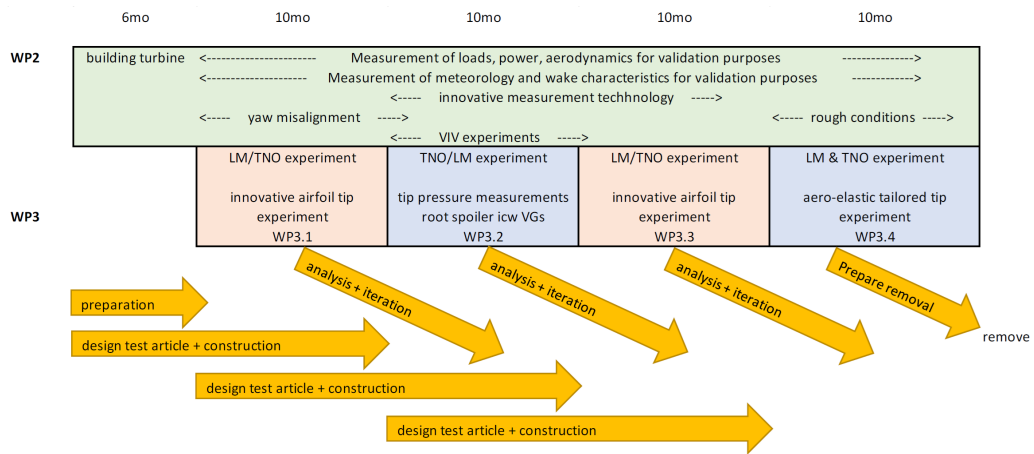 6mo 10mo 10mo 10mo 10mo
WP2
building turbine <---------------------- Measurement of loads, power, aerodynamics for validation purposes -------------->
<-------------------- Measurement of meteorology and wake characteristics for validation purposes ------------->
<----- innovative measurement techhnology ----->
<----- yaw misalignment ----> <----- rough conditions ----->
<----- VIV experiments ----->
WP3
LM/TNO experiment
innovative airfoil tip
experiment
WP3.1
TNO/LM experiment
tip pressure measurements
root spoiler icw VGs
WP3.2
LM/TNO experiment
innovative airfoil tip
experiment
WP3.3
LM & TNO experiment
aero-elastic tailored tip
experiment
WP3.4
analysis + iteration
analysis + iteration
analysis + iteration
Prepare removal
remove
preparation
design test article + construction
design test article + construction
design test article + construction